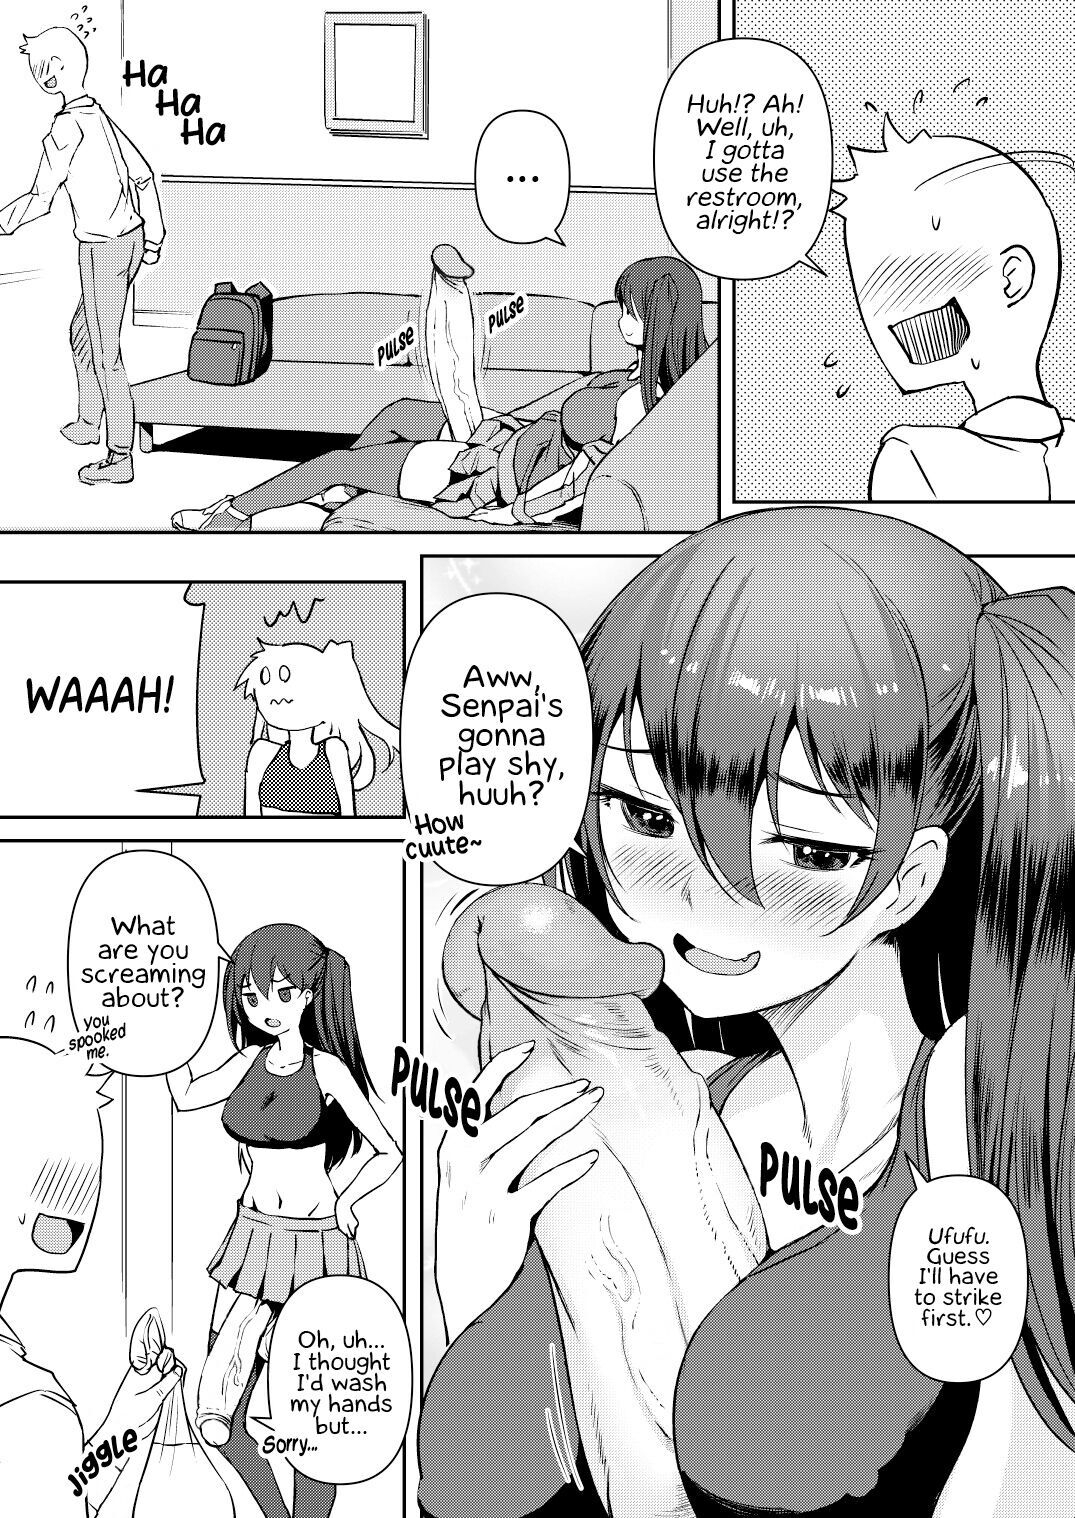 Huh!? Ah!
Well, uh,
I gotta
use the
restroom,
alright!?
...
Ha
Ha
Ha
PULSE
PULSE
Aww,
Senpai's
gonna
play shy,
huuh?
How
cuute~
PULSE
PULSE
Ufufu.
Guess
I'll have
to strike
first.♡
WAAAH!
What
are you
screaming
about?
you
spooked
me.
Oh, uh...
I thought
I'd wash
my hands
but...
Sorry...
Jiggle